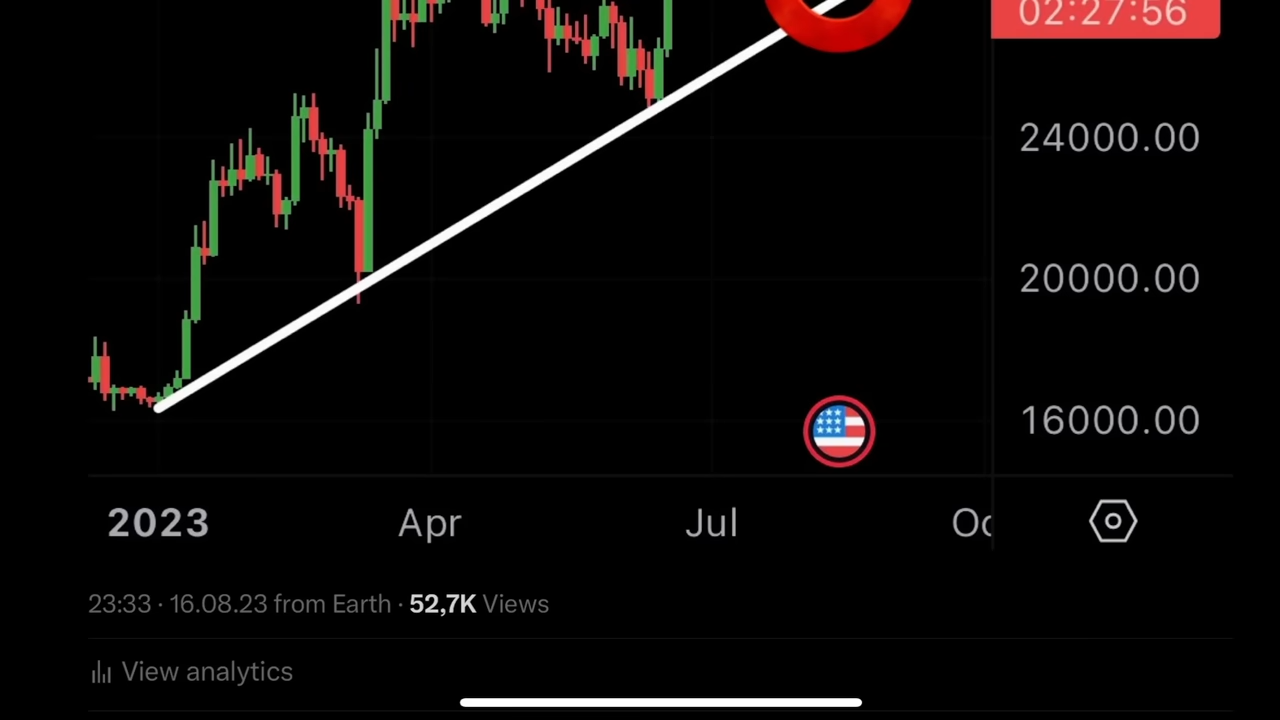 02:27:56
24000.00
20000.00
16000.00
2023 Apr Jul Oc
23:33 · 16.08.23 from Earth · 52,7K Views
View analytics